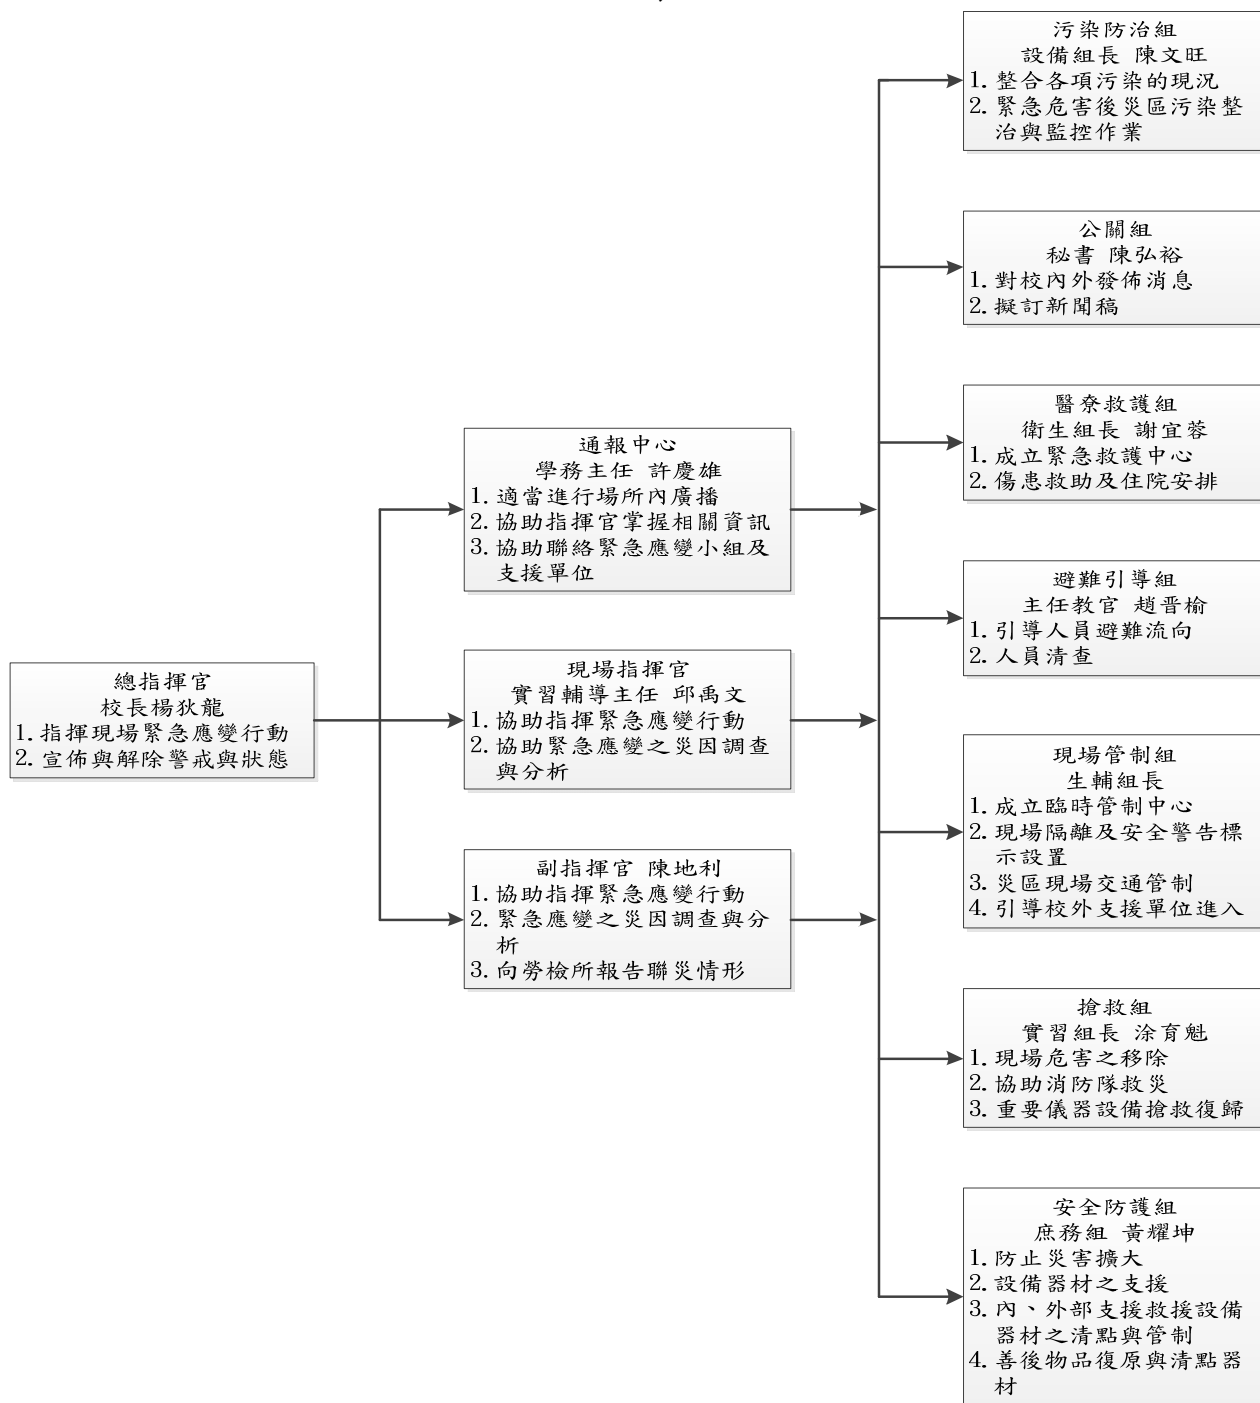 總指揮官
校長楊狄龍
1. 指揮現場緊急應變行動
2. 宣佈與解除警戒與狀態
通報中心
學務主任 許慶雄
1. 適當進行場所內廣播
2. 協助指揮官掌握相關資訊
3. 協助聯絡緊急應變小組及
支援單位
現場指揮官
實習輔導主任 邱禹文
1. 協助指揮緊急應變行動
2. 協助緊急應變之災因調查
與分析
副指揮官 陳地利
1. 協助指揮緊急應變行動
2. 緊急應變之災因調查與分
析
3. 向勞檢所報告聯災情形
污染防治組
設備組長 陳文旺
1. 整合各項污染的現況
2. 緊急危害後災區污染整
治與監控作業
公關組
秘書 陳弘裕
1. 對校內外發佈消息
2. 擬訂新聞稿
醫尞救護組
衛生組長 謝宜蓉
1. 成立緊急救護中心
2. 傷患救助及住院安排
避難引導組
主任教官 趙晋榆
1. 引導人員避難流向
2. 人員清查
現場管制組
生輔組長
1. 成立臨時管制中心
2. 現場隔離及安全警告標
示設置
3. 災區現場交通管制
4. 引導校外支援單位進入
搶救組
實習組長 涂育魁
1. 現場危害之移除
2. 協助消防隊救災
3. 重要儀器設備搶救復歸
安全防護組
庶務組 黃耀坤
1. 防止災害擴大
2. 設備器材之支援
3. 內、外部支援救援設備
器材之清點與管制
4. 善後物品復原與清點器
材